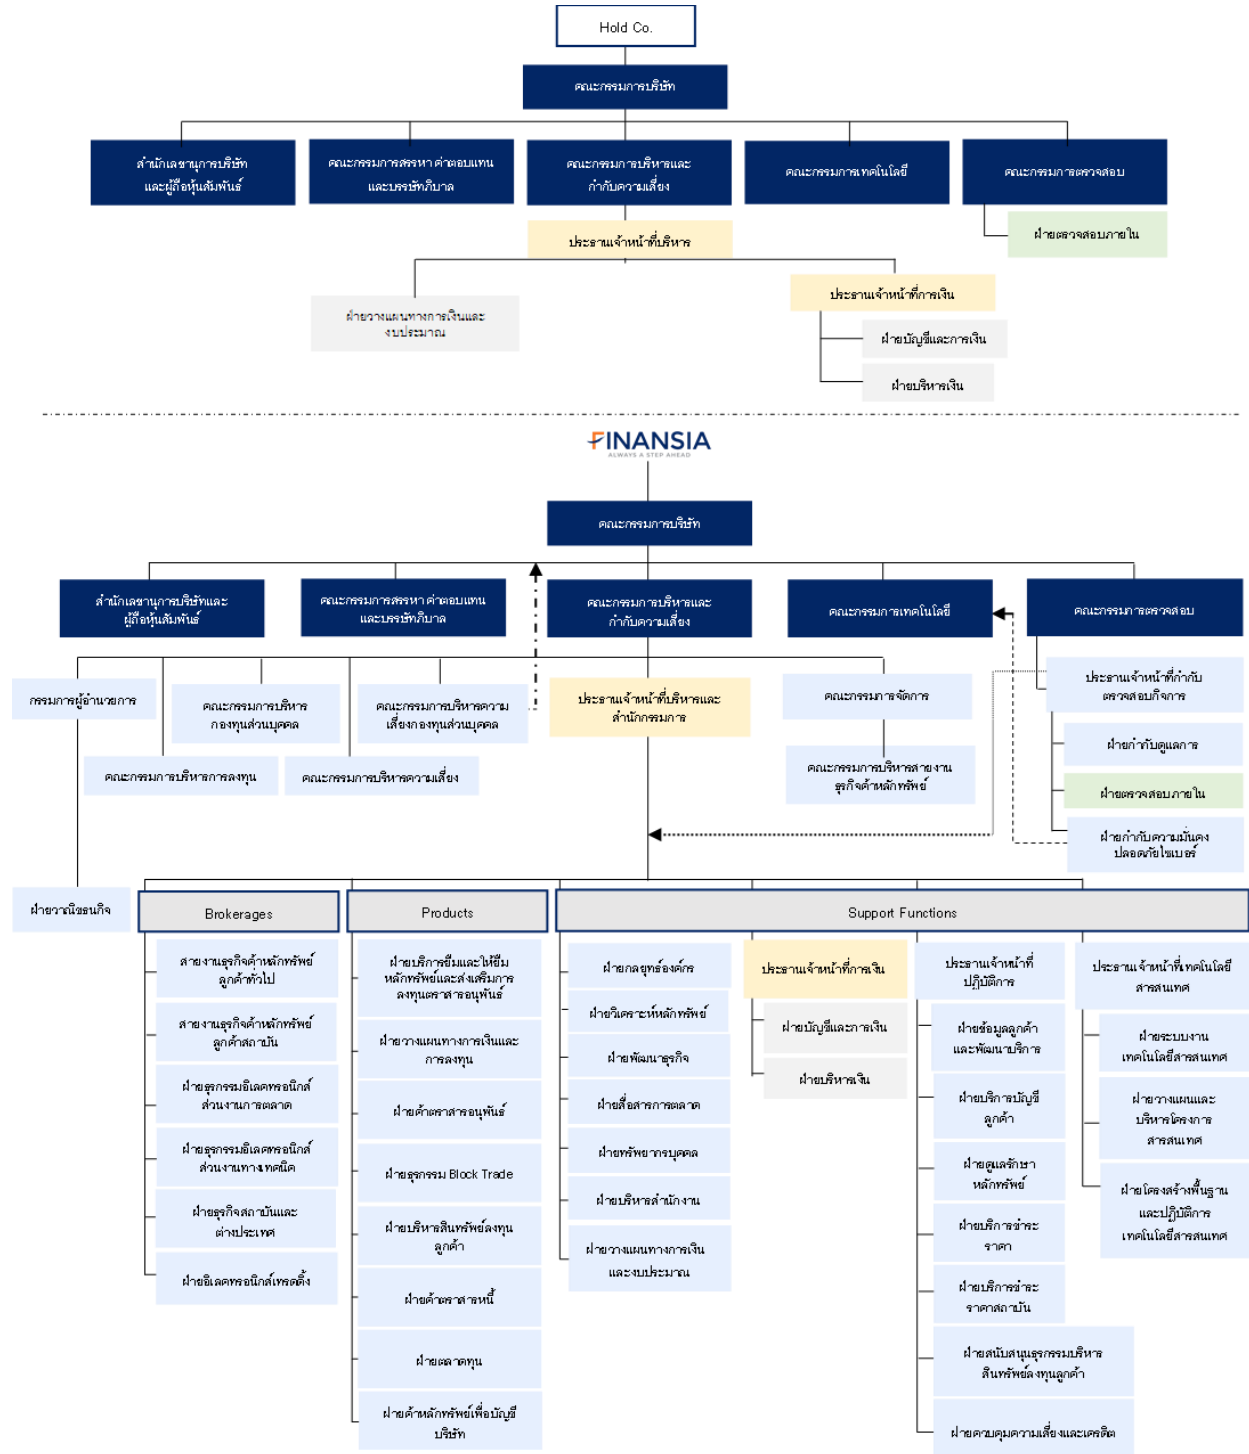 Hold Co.
คณะกรรมการบริษัท
สำนักเลขานุการบริษัท
และผู้ถือหุ้นสัมพันธ์
คณะกรรมการสรรหา ค่าตอบแทน
และบรรษัทภิบาล
คณะกรรมการบริหารและ
กำกับความเสี่ยง
คณะกรรมการเทคโนโลยี
คณะกรรมการตรวจสอบ
ฝ่ายตรวจสอบภายใน
ประธานเจ้าหน้าที่บริหาร
ฝ่ายวางแผนทางการเงินและ
งบประมาณ
ประธานเจ้าหน้าที่การเงิน
ฝ่ายบัญชีและการเงิน
ฝ่ายบริหารเงิน
FINANSIA
ALWAYS A STEP AHEAD
คณะกรรมการบริษัท
สำนักเลขานุการบริษัทและ
ผู้ถือหุ้นสัมพันธ์
คณะกรรมการสรรหา ค่าตอบแทน
และบรรษัทภิบาล
คณะกรรมการบริหารและ
กำกับความเสี่ยง
คณะกรรมการเทคโนโลยี
คณะกรรมการตรวจสอบ
กรรมการผู้อำนวยการ
คณะกรรมการบริหาร
กองทุนส่วนบุคคล
คณะกรรมการบริหารความ
เสี่ยงกองทุนส่วนบุคคล
ประธานเจ้าหน้าที่บริหารและ
สำนักกรรมการ
คณะกรรมการจัดการ
ประธานเจ้าหน้าที่กำกับ
ตรวจสอบกิจการ
คณะกรรมการบริหารการลงทุน
คณะกรรมการบริหารความเสี่ยง
คณะกรรมการบริหารสายงาน
ธุรกิจค้าหลักทรัพย์
ฝ่ายกำกับดูแลการ
ฝ่ายตรวจสอบภายใน
ฝ่ายกำกับความมั่นคง
ปลอดภัยไซเบอร์
ฝ่ายวาณิชธนกิจ
Brokerages
สายงานธุรกิจค้าหลักทรัพย์
ลูกค้าทั่วไป
สายงานธุรกิจค้าหลักทรัพย์
ลูกค้าสถาบัน
ฝ่ายธุรกรรมอิเลคทรอนิกส์
ส่วนงานการตลาด
ฝ่ายธุรกรรมอิเลคทรอนิกส์
ส่วนงานทางเทคนิค
ฝ่ายธุรกิจสถาบันและ
ต่างประเทศ
ฝ่ายอิเลคทรอนิกส์เทรดดิ้ง
Products
ฝ่ายบริการยืมและให้ยืม
หลักทรัพย์และส่งเสริมการ
ลงทุนตราสารอนุพันธ์
ฝ่ายวางแผนทางการเงินและ
การลงทุน
ฝ่ายค้าตราสารอนุพันธ์
ฝ่ายธุรกรรม Block Trade
ฝ่ายบริหารสินทรัพย์ลงทุน
ลูกค้า
ฝ่ายค้าตราสารหนี้
ฝ่ายตลาดทุน
ฝ่ายค้าหลักทรัพย์เพื่อบัญชี
บริษัท
Support Functions
ฝ่ายกลยุทธ์องค์กร
ฝ่ายวิเคราะห์หลักทรัพย์
ฝ่ายพัฒนาธุรกิจ
ฝ่ายสื่อสารการตลาด
ฝ่ายทรัพยากรบุคคล
ฝ่ายบริหารสำนักงาน
ฝ่ายวางแผนทางการเงิน
และงบประมาณ
ประธานเจ้าหน้าที่การเงิน
ฝ่ายบัญชีและการเงิน
ฝ่ายบริหารเงิน
ประธานเจ้าหน้าที่
ปฏิบัติการ
ฝ่ายข้อมูลลูกค้า
และพัฒนาบริการ
ฝ่ายบริการบัญชี
ลูกค้า
ฝ่ายดูแลรักษา
หลักทรัพย์
ฝ่ายบริการชำระ
ราคา
ฝ่ายบริการชำระ
ราคาสถาบัน
ฝ่ายสนับสนุนธุรกรรมบริหาร
สินทรัพย์ลงทุนลูกค้า
ฝ่ายควบคุมความเสี่ยงและเครดิต
ประธานเจ้าหน้าที่เทคโนโลยี
สารสนเทศ
ฝ่ายระบบงาน
เทคโนโลยีสารสนเทศ
ฝ่ายวางแผนและ
บริหารโครงการ
สารสนเทศ
ฝ่ายโครงสร้างพื้นฐาน
และปฏิบัติการ
เทคโนโลยีสารสนเทศ